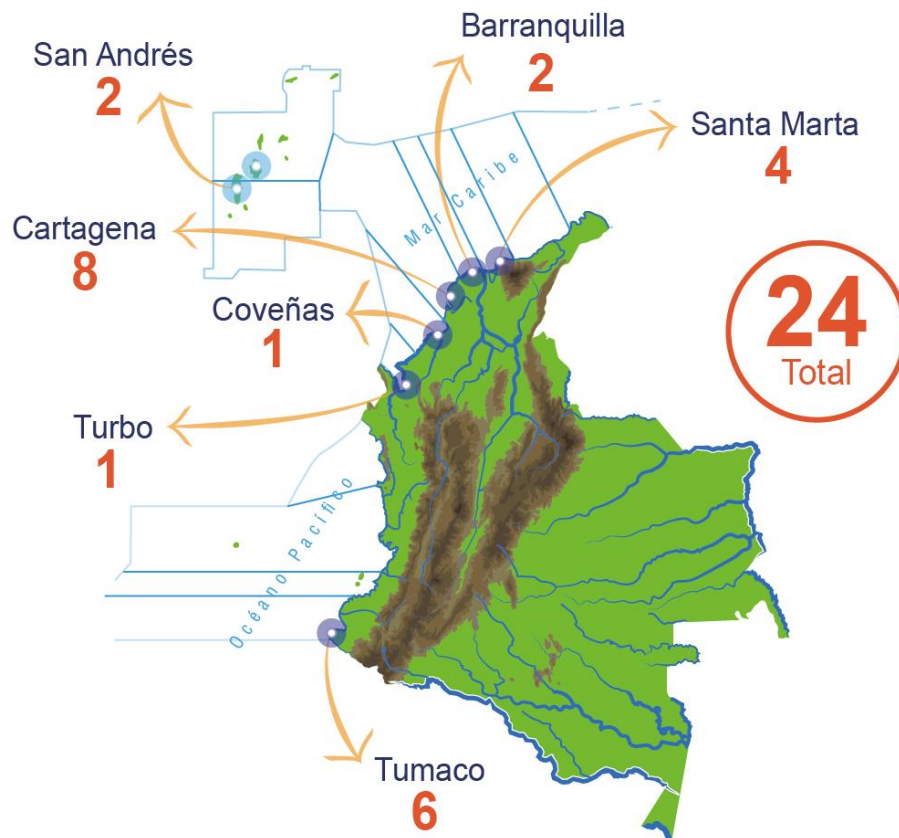 Barranquilla
2
San Andrés
2
Santa Marta
4
Mar Caribe
Cartagena
8
Coveñas
1
24
Total
Turbo
1
Océano Pacífico
Tumaco
6